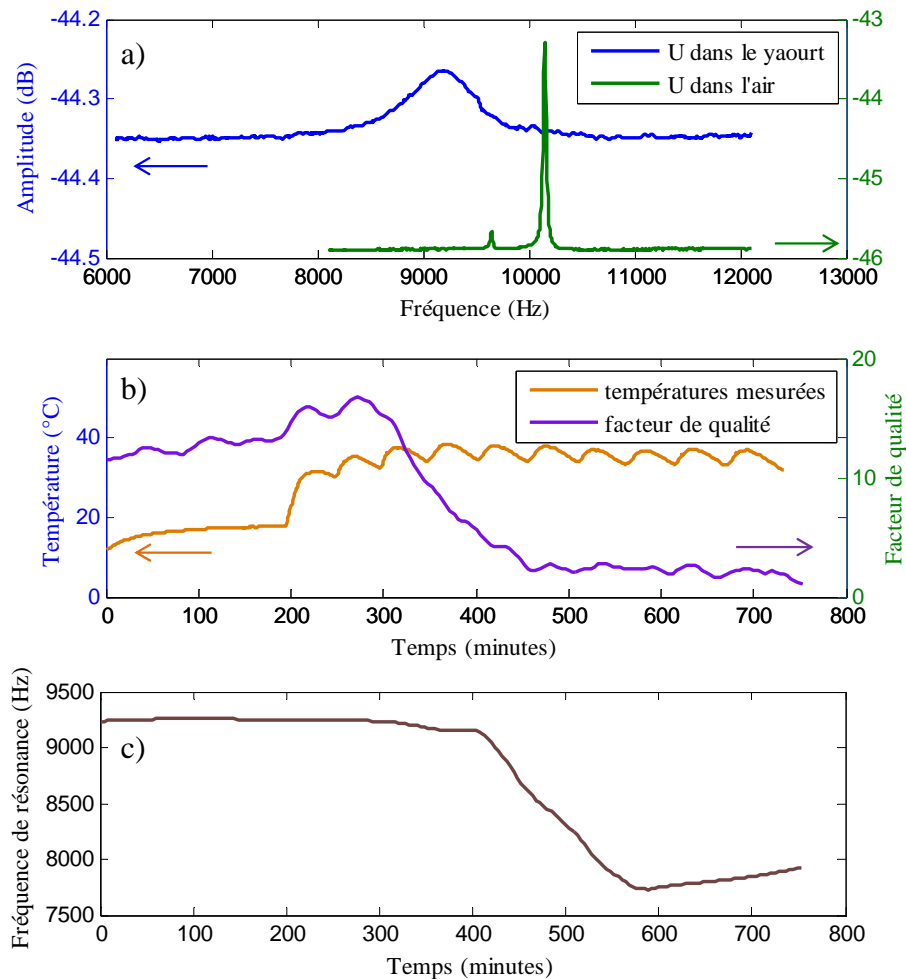 a)
-44.2
-44.3
-44.4
-44.5
Amplitude (dB)
-43
-44
-45
-46
U dans le yaourt
U dans l'air
6000 7000 8000 9000 10000 11000 12000 13000
Fréquence (Hz)
b)
40
20
0
Température (°C)
20
10
0
Facteur de qualité
températures mesurées
facteur de qualité
0 100 200 300 400 500 600 700 800
Temps (minutes)
c)
9500
9000
8500
8000
7500
Fréquence de résonance (Hz)
0 100 200 300 400 500 600 700 800
Temps (minutes)